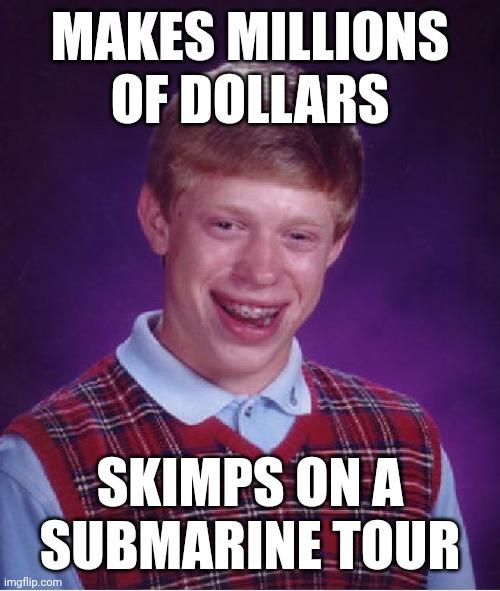 MAKES MILLIONS
OF DOLLARS
SKIMPS ON A
SUBMARINE TOUR
imgflip.com